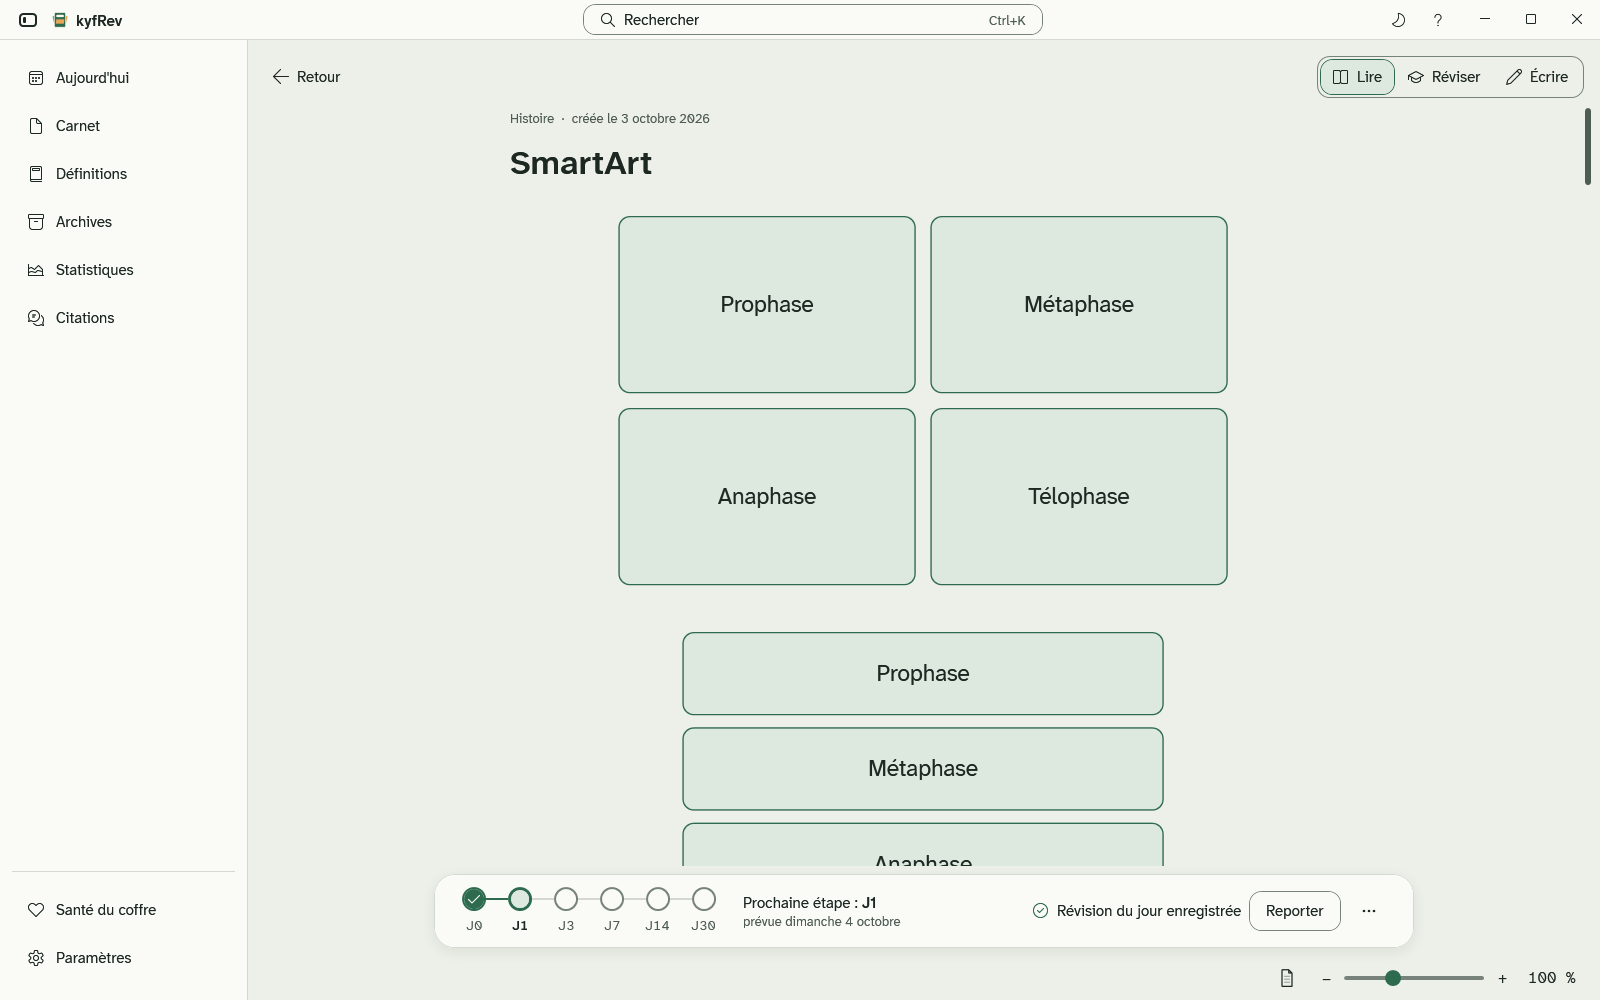 kyfRev
Rechercher
Ctrl+K
?
Aujourd'hui
Carnet
Définitions
Archives
Statistiques
Citations
Santé du coffre
Paramètres
Retour
Lire
Réviser
Écrire
Histoire · créée le 3 octobre 2026
SmartArt
Prophase
Métaphase
Anaphase
Télophase
Prophase
Métaphase
Anaphase
J0
J1
J3
J7
J14
J30
Prochaine étape : J1
prévue dimanche 4 octobre
Révision du jour enregistrée
Reporter
100 %